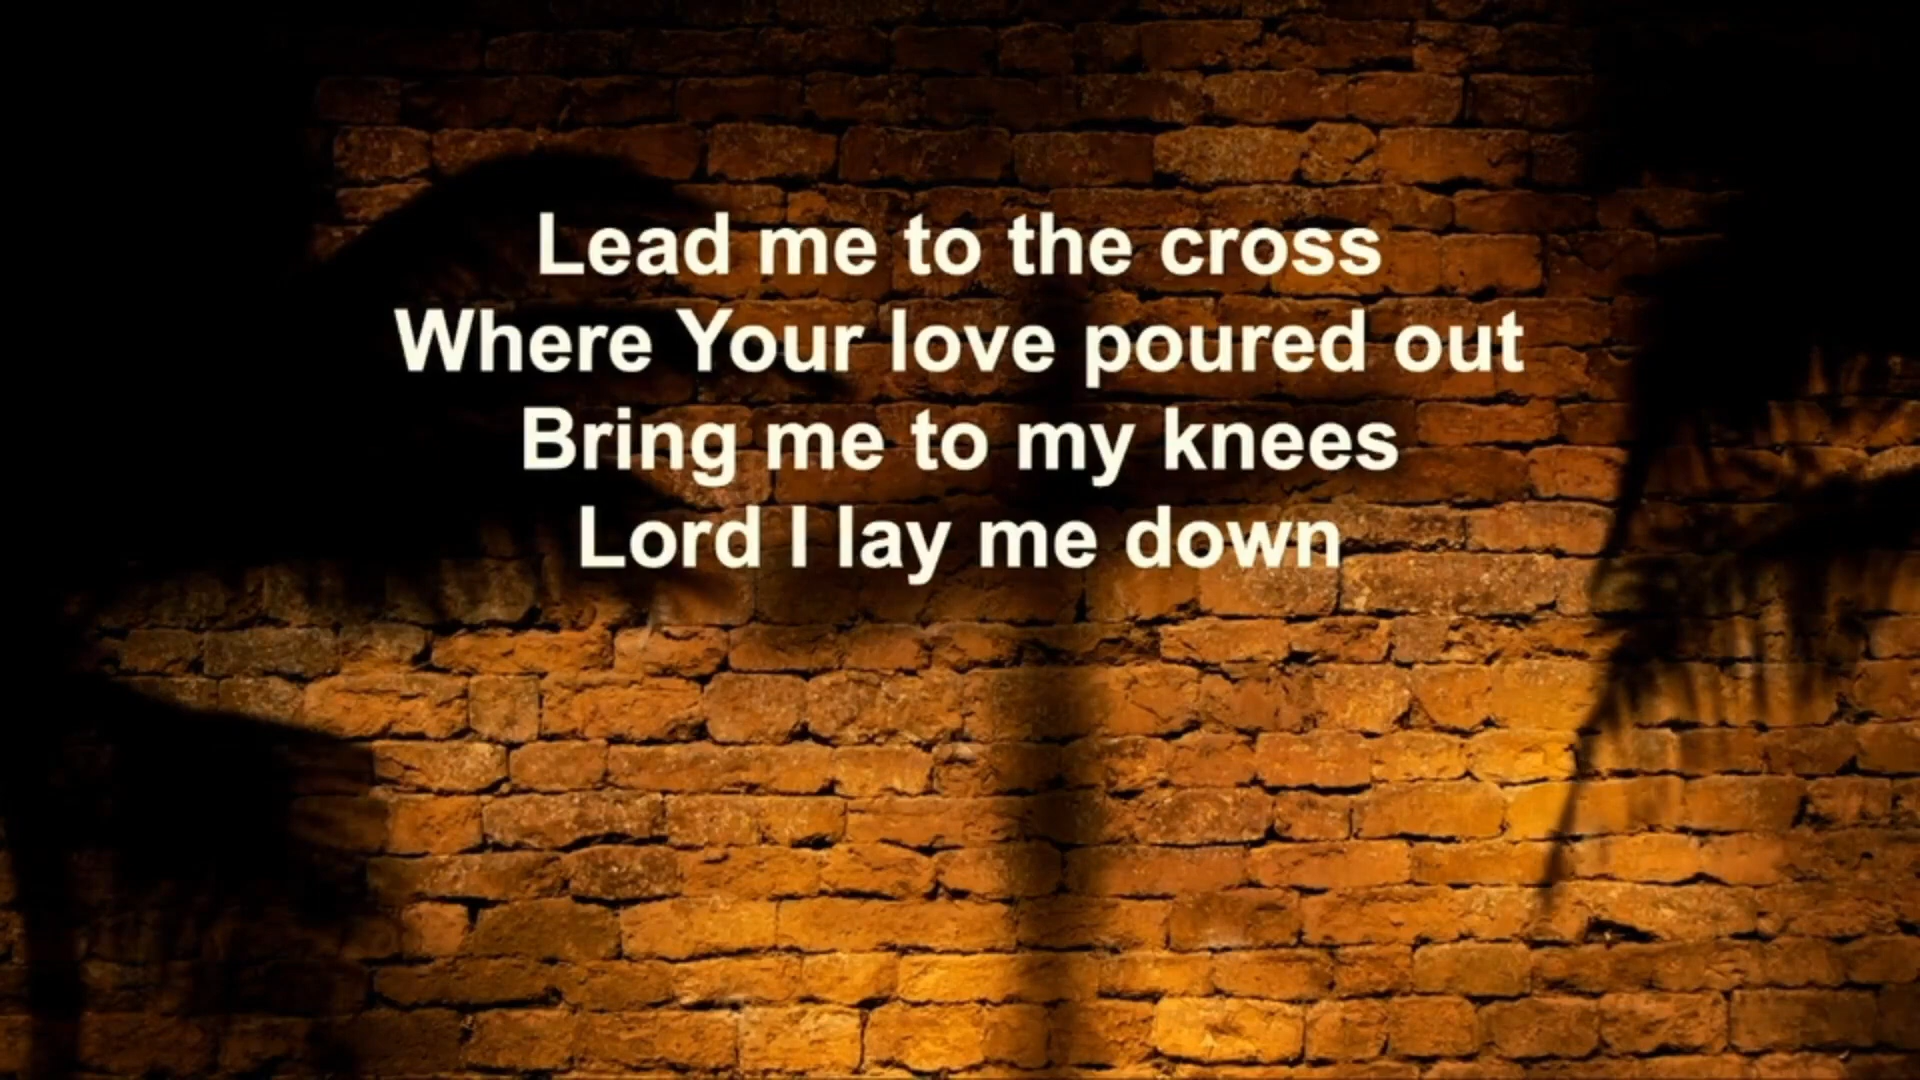 Lead me to the cross
Where Your love poured out
Bring me to my knees
Lord I lay me down